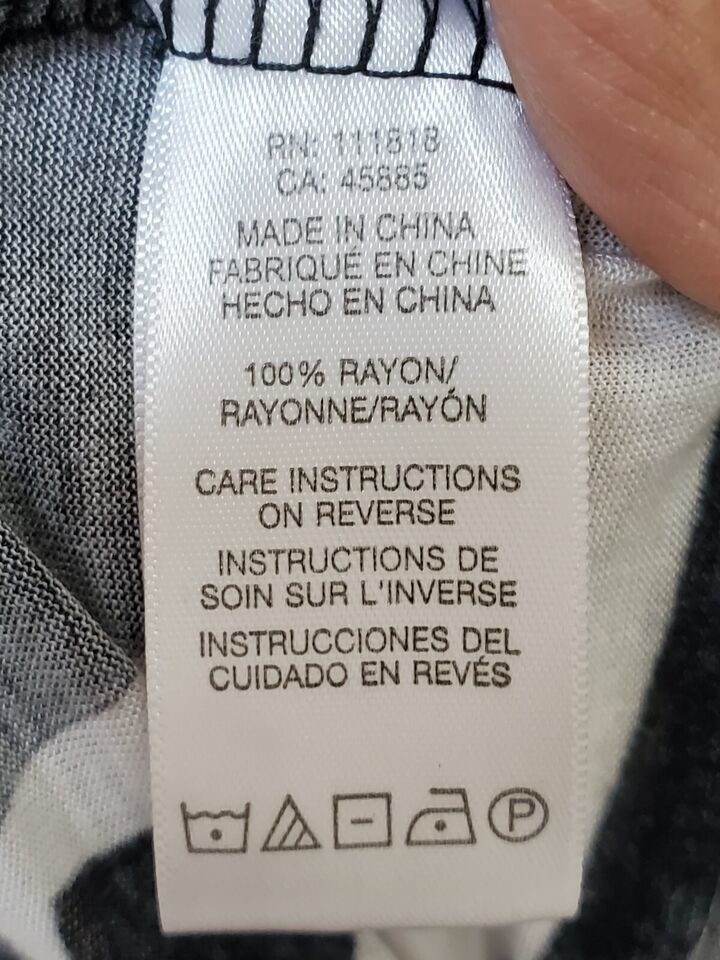 RN: 111818
CA: 45885
MADE IN CHINA
FABRIQUÉ EN CHINE
HECHO EN CHINA
100% RAYON/
RAYONNE/RAYÓN
CARE INSTRUCTIONS
ON REVERSE
INSTRUCTIONS DE
SOIN SUR L'INVERSE
INSTRUCCIONES DEL
CUIDADO EN REVÉS
P